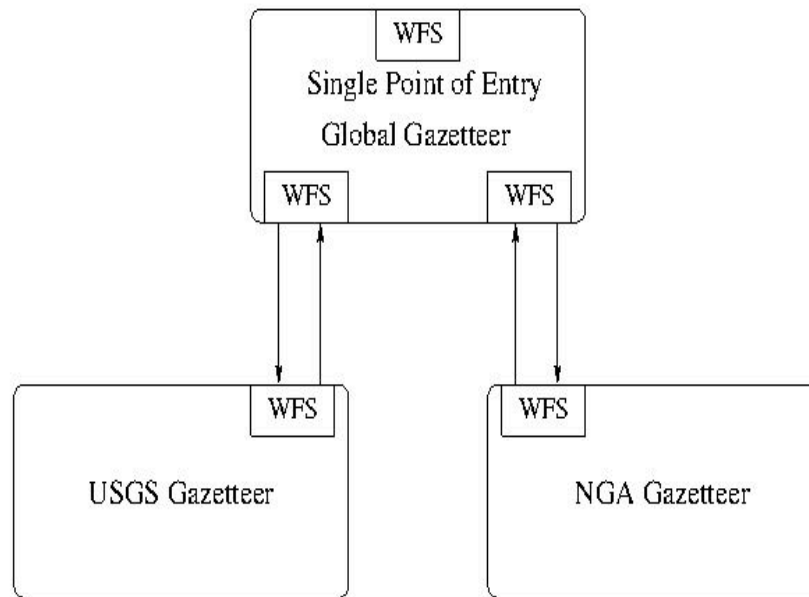 WFS
Single Point of Entry
Global Gazetteer
WFS
WFS
WFS
WFS
USGS Gazetteer
NGA Gazetteer